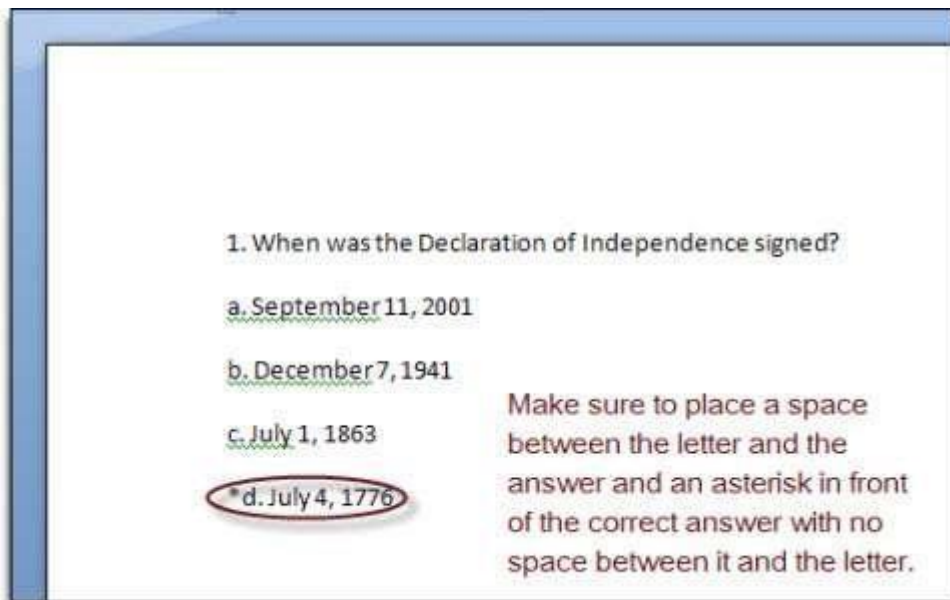 1. When was the Declaration of Independence signed?
a. September 11, 2001
b. December 7, 1941
c. July 1, 1863
*d. July 4, 1776
Make sure to place a space
between the letter and the
answer and an asterisk in front
of the correct answer with no
space between it and the letter.